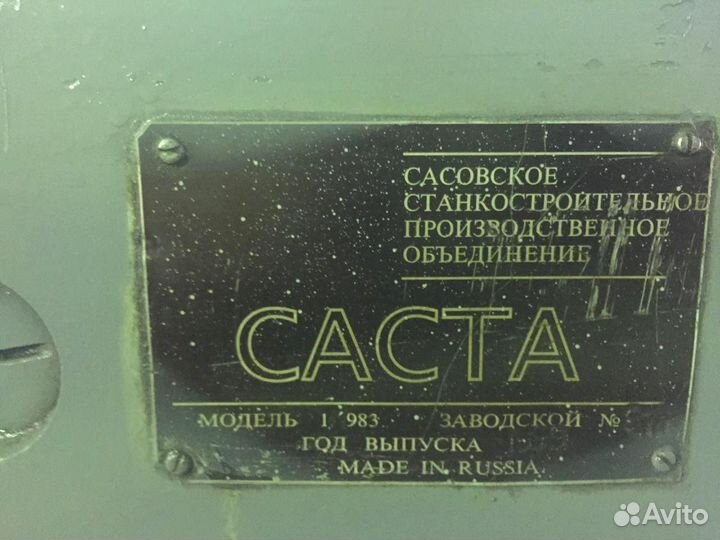 САСОВСКОЕ
СТАНКОСТРОИТЕЛЬНОЕ
ПРОИЗВОДСТВЕННОЕ
ОБЪЕДИНЕНИЕ
САСТА
МОДЕЛЬ 1 983 ЗАВОДСКОЙ №
ГОД ВЫПУСКА
MADE IN RUSSIA
Avito